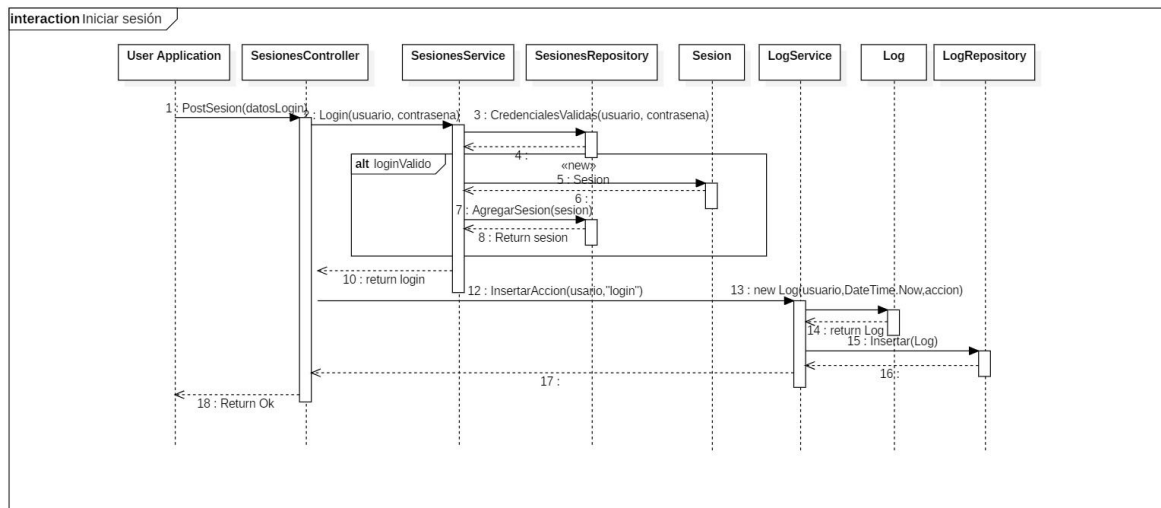 interaction Iniciar sesión
User Application
SesionesController
SesionesService
SesionesRepository
Sesion
LogService
Log
LogRepository
1 : PostSesion(datosLogin)
2 : Login(usuario, contrasena)
3 : CredencialesValidas(usuario, contrasena)
4 :
alt loginValido
«new»
5 : Sesion
6 :
7 : AgregarSesion(sesion)
8 : Return sesion
10 : return login
12 : InsertarAccion(usario,"login")
13 : new Log(usuario,DateTime.Now,accion)
14 : return Log
15 : Insertar(Log)
16 :
17 :
18 : Return Ok